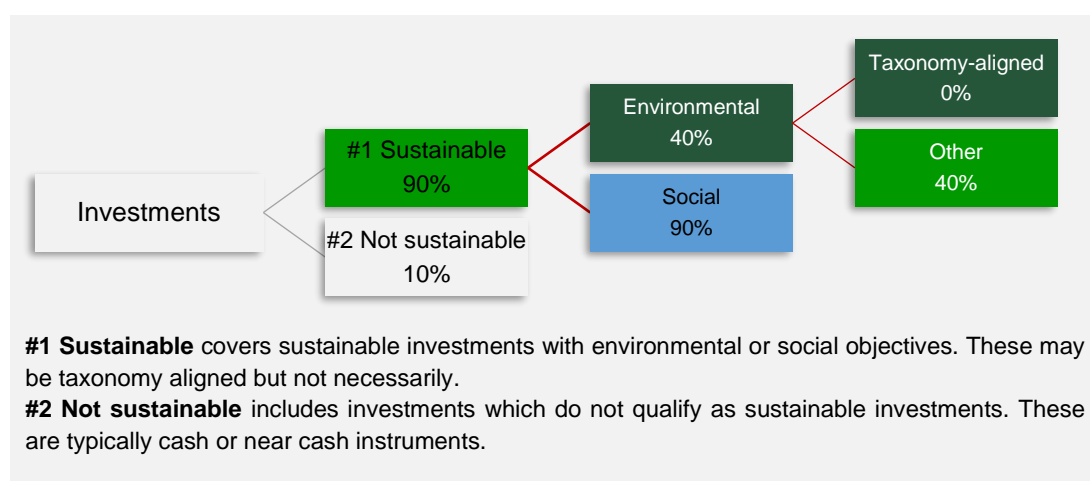 Taxonomy-aligned
0%
Environmental
40%
#1 Sustainable
90%
Other
40%
Investments
Social
90%
#2 Not sustainable
10%
#1 Sustainable covers sustainable investments with environmental or social objectives. These may
be taxonomy aligned but not necessarily.
#2 Not sustainable includes investments which do not qualify as sustainable investments. These
are typically cash or near cash instruments.